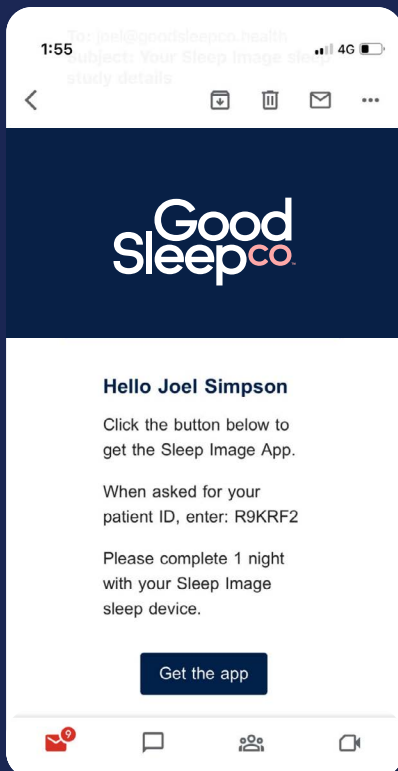 To: joel@goodsleepco.health
1:55
4G
Subject: Your Sleep Image sleep
study details
Good
Sleepco
Hello Joel Simpson
Click the button below to
get the Sleep Image App.
When asked for your
patient ID, enter: R9KRF2
Please complete 1 night
with your Sleep Image
sleep device.
Get the app
9